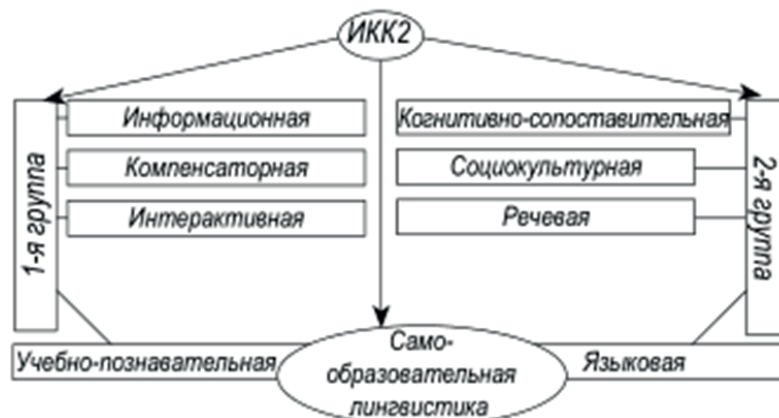 ИКК2
1-я группа
Информационная
Компенсаторная
Интерактивная
Когнитивно-сопоставительная
Социокультурная
Речевая
2-я группа
Учебно-познавательная
Само-
образовательная
лингвистика
Языковая